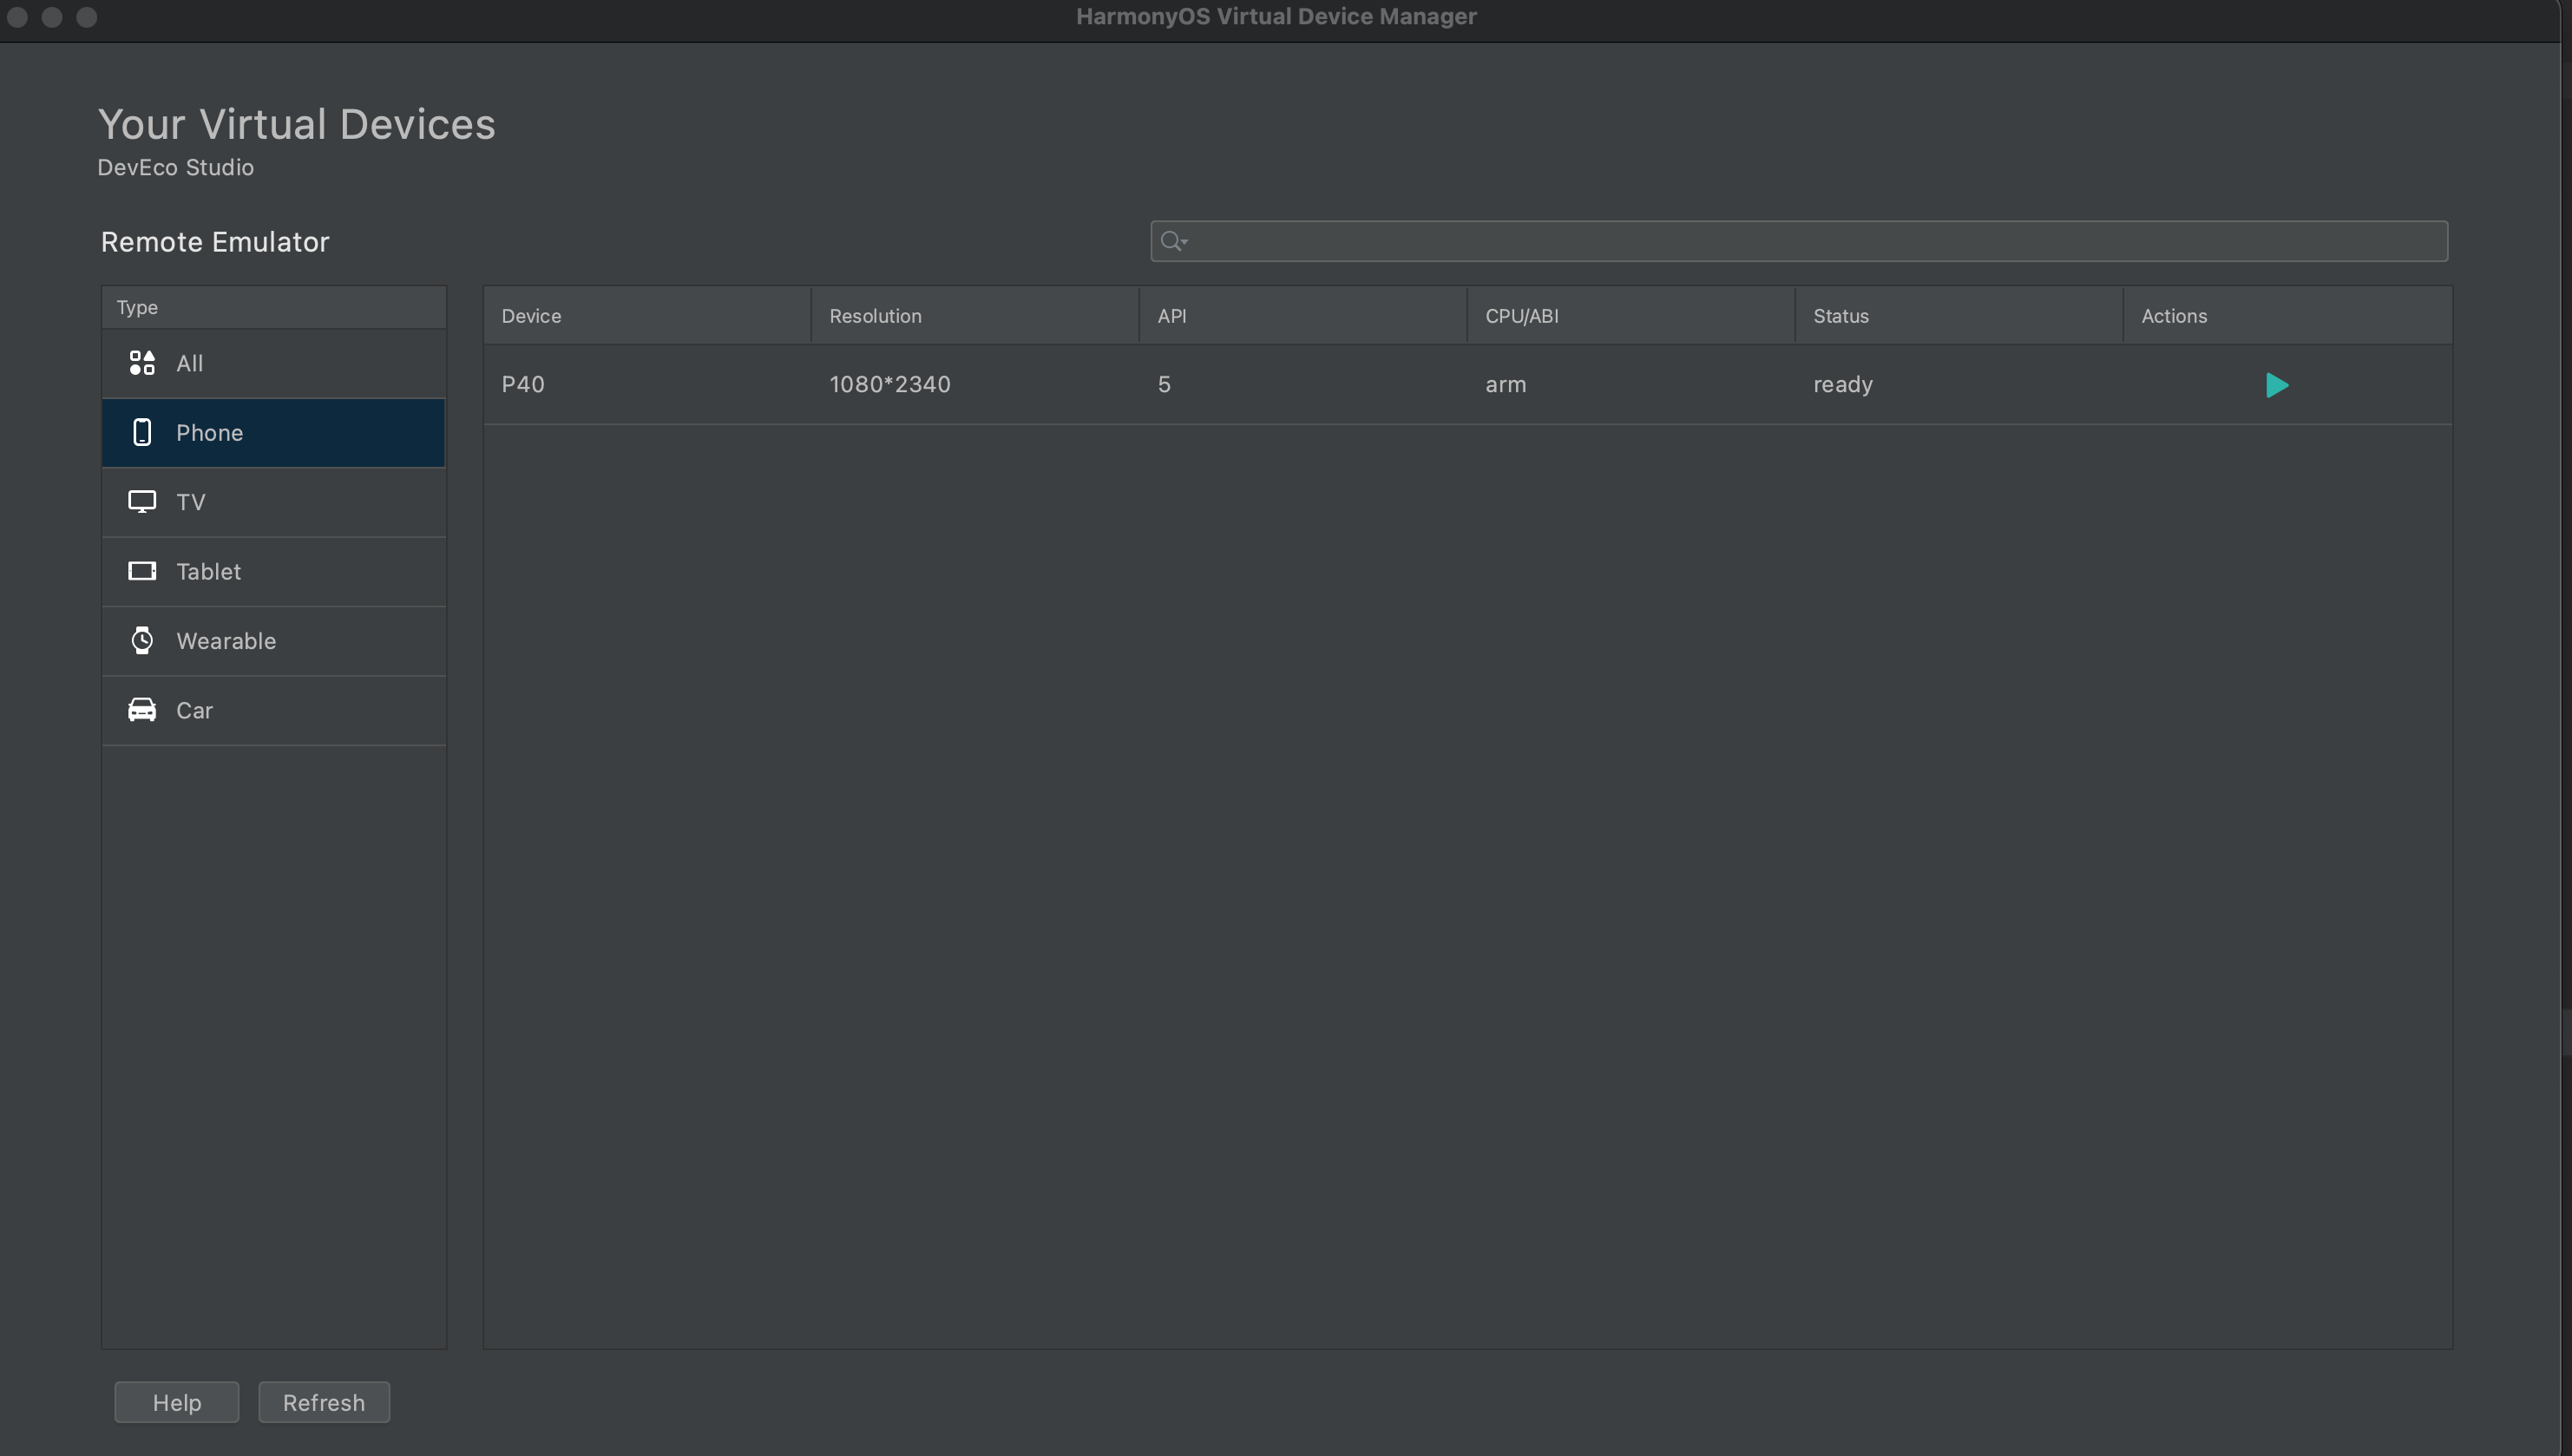 HarmonyOS Virtual Device Manager
Your Virtual Devices
DevEco Studio
Remote Emulator
Type
All
Phone
TV
Tablet
Wearable
Car
Device Resolution API CPU/ABI Status Actions
P40 1080*2340 5 arm ready
Help Refresh